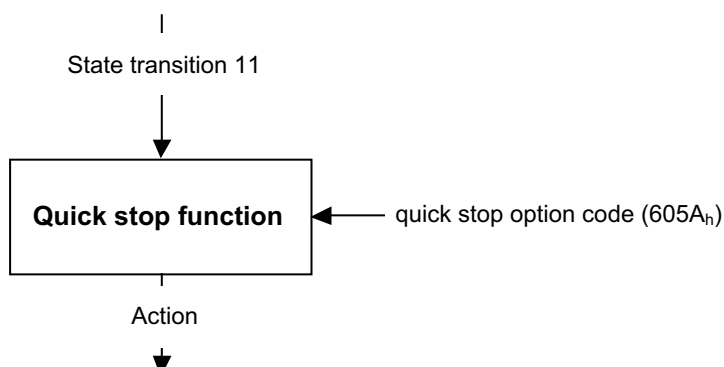 State transition 11
Quick stop function
quick stop option code (605Aₕ)
Action